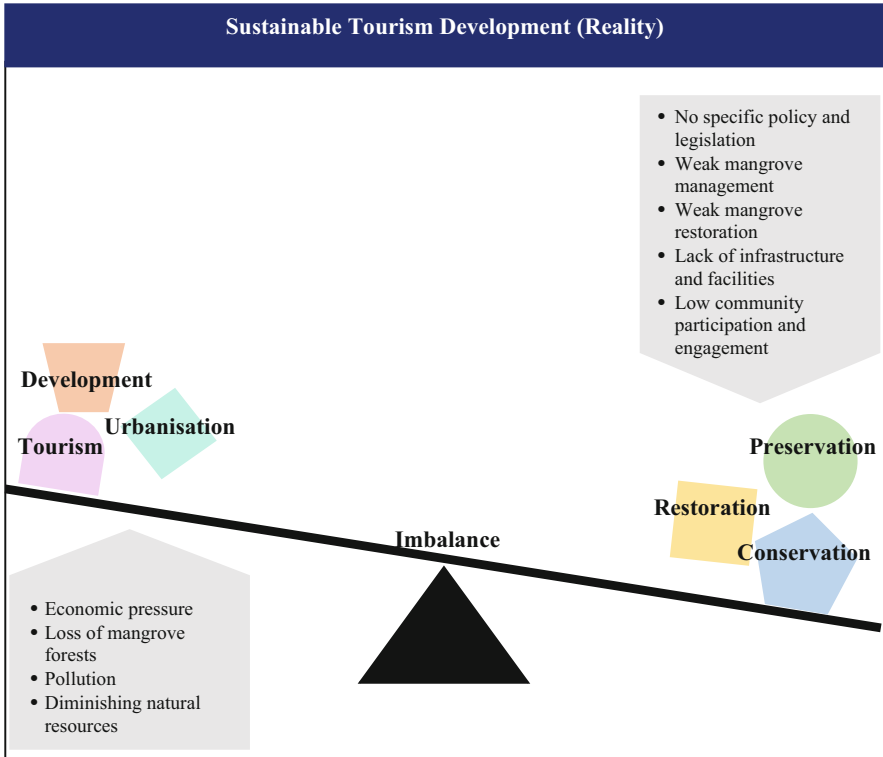 Sustainable Tourism Development (Reality)
• No specific policy and
legislation
• Weak mangrove
management
• Weak mangrove
restoration
• Lack of infrastructure
and facilities
• Low community
participation and
engagement
Development
Urbanisation
Tourism
Preservation
Restoration
Conservation
Imbalance
• Economic pressure
• Loss of mangrove
forests
• Pollution
• Diminishing natural
resources